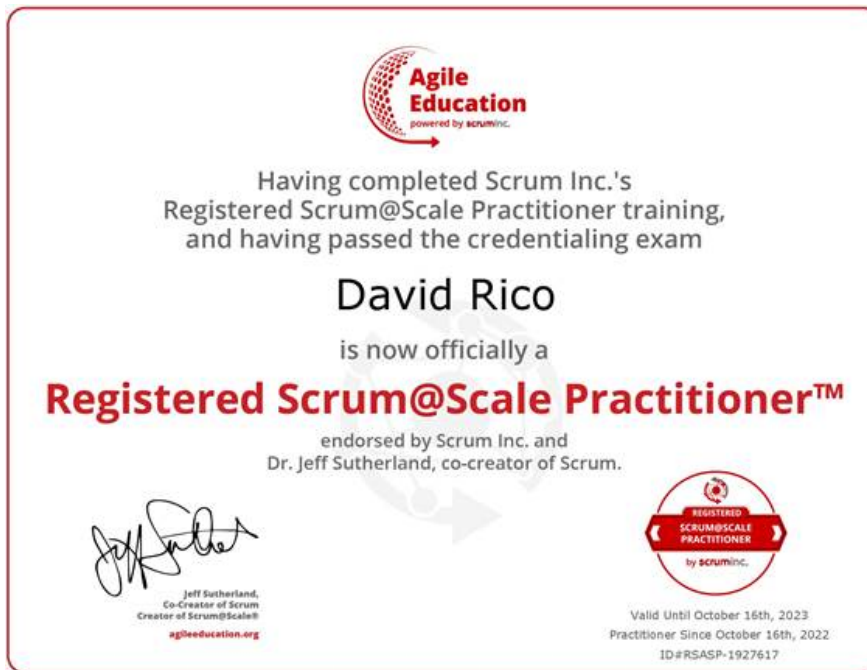 Agile
Education
powered by scruminc.
Having completed Scrum Inc.'s
Registered Scrum@Scale Practitioner training,
and having passed the credentialing exam
David Rico
is now officially a
Registered Scrum@Scale Practitioner™
endorsed by Scrum Inc. and
Dr. Jeff Sutherland, co-creator of Scrum.
Jeff Sutherland,
Co-Creator of Scrum
Creator of Scrum@Scale®
agileeducation.org
REGISTERED
SCRUM@SCALE
PRACTITIONER
by scruminc.
Valid Until October 16th, 2023
Practitioner Since October 16th, 2022
ID#RSASP-1927617